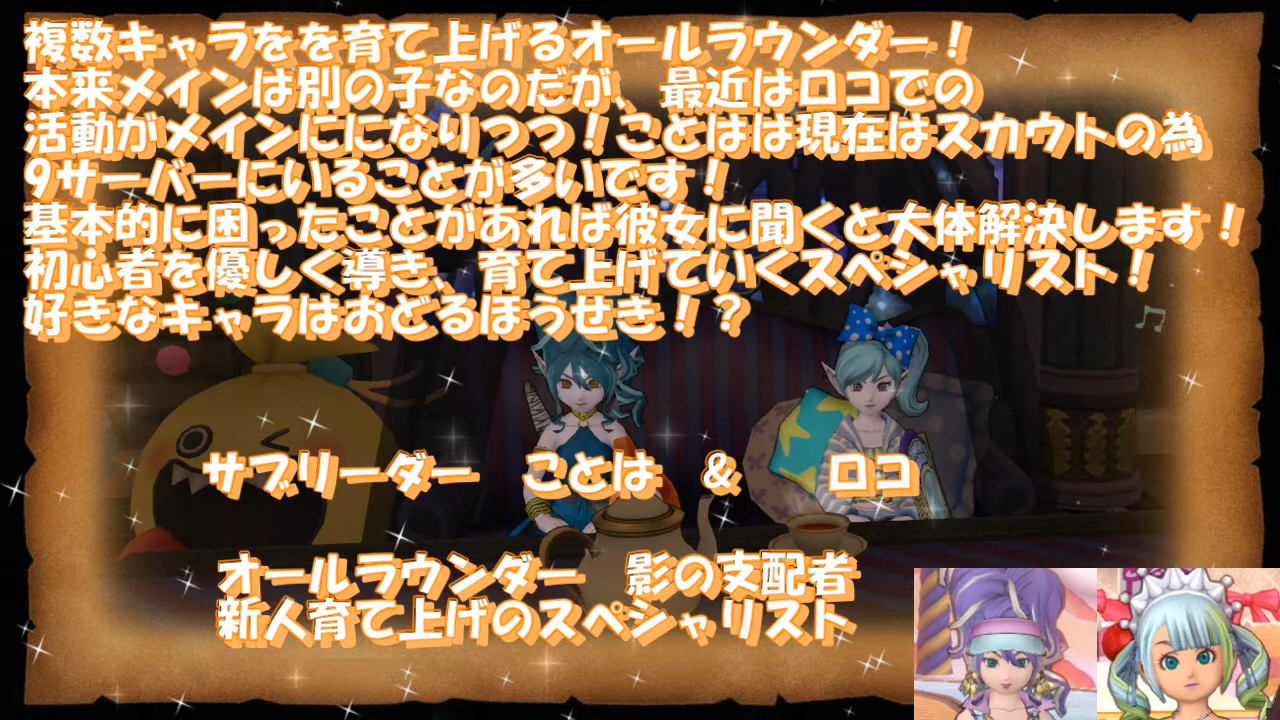 複数キャラをを育て上げるオールラウンダー！
本来メインは別の子なのだが、最近はロコでの
活動がメインにになりつつ！ことはは現在はスカウトの為
9サーバーにいることが多いです！
基本的に困ったことがあれば彼女に聞くと大体解決します！
初心者を優しく導き、育て上げていくスペシャリスト！
好きなキャラはおどるほうせき！？
サブリーダー　ことは　＆　　ロコ
オールラウンダー　影の支配者
新人育て上げのスペシャリスト